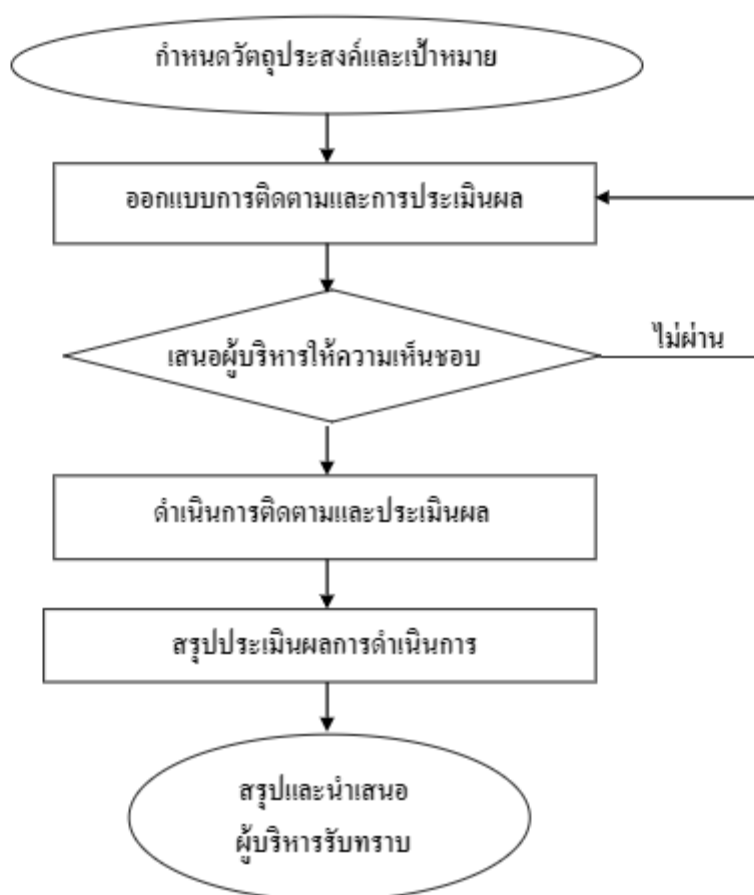 กำหนดวัตถุประสงค์และเป้าหมาย
ออกแบบการติดตามและการประเมินผล
เสนอผู้บริหารให้ความเห็นชอบ
ไม่ผ่าน
ดำเนินการติดตามและประเมินผล
สรุปประเมินผลการดำเนินการ
สรุปและนำเสนอ
ผู้บริหารรับทราบ